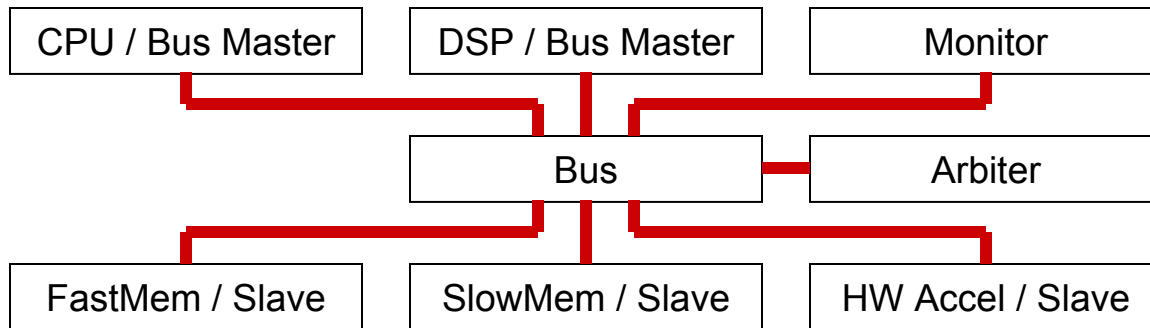 CPU / Bus Master
DSP / Bus Master
Monitor
Bus
Arbiter
FastMem / Slave
SlowMem / Slave
HW Accel / Slave